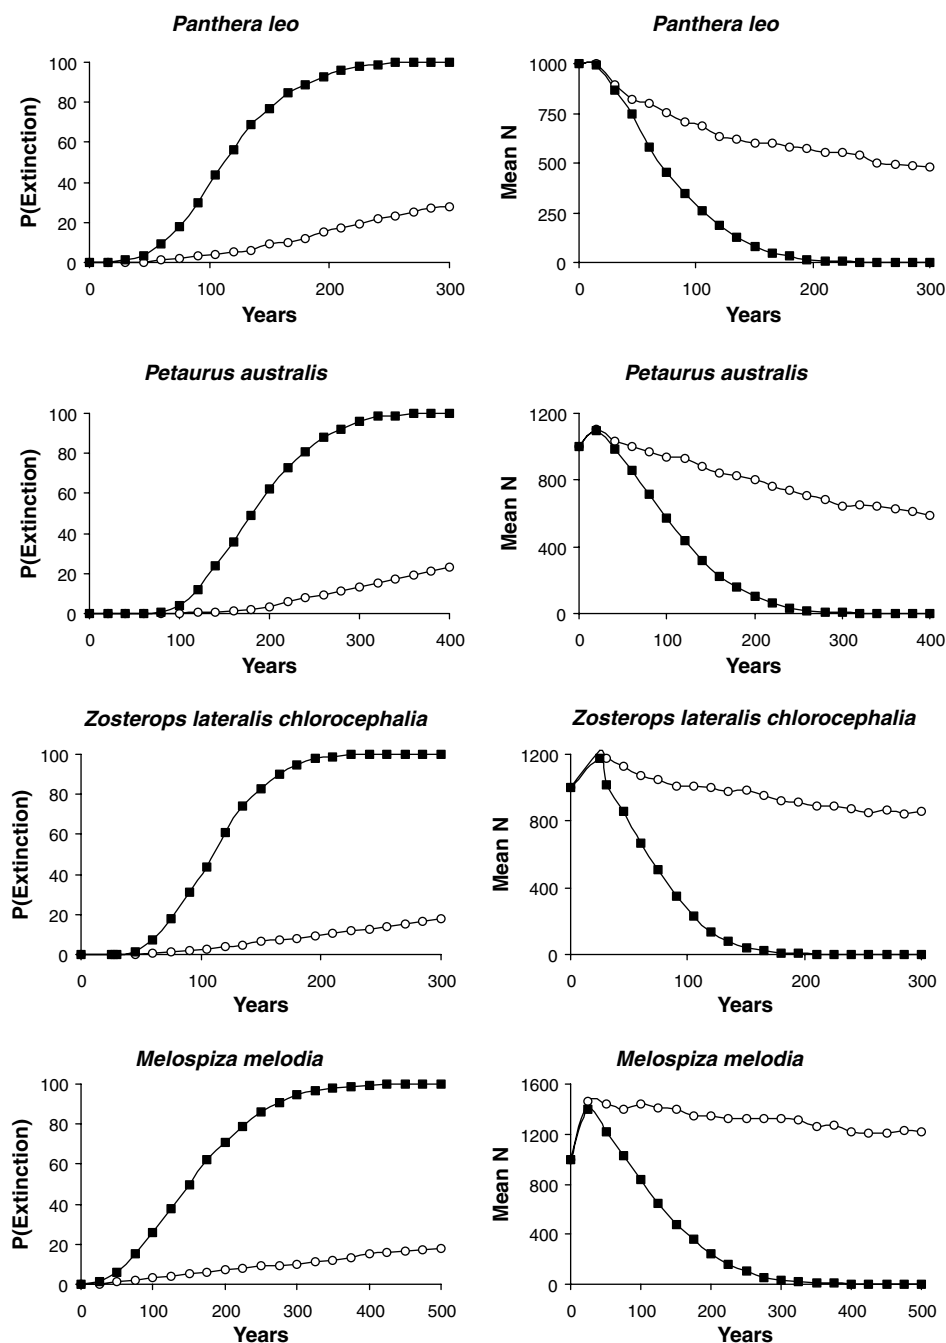 Panthera leo
P(Extinction)
100
80
60
40
20
0
0 100 200 300
Years
Panthera leo
Mean N
1000
750
500
250
0
0 100 200 300
Years
Petaurus australis
P(Extinction)
100
80
60
40
20
0
0 100 200 300 400
Years
Petaurus australis
Mean N
1200
800
400
0
0 100 200 300 400
Years
Zosterops lateralis chlorocephalia
P(Extinction)
100
80
60
40
20
0
0 100 200 300
Years
Zosterops lateralis chlorocephalia
Mean N
1200
800
400
0
0 100 200 300
Years
Melospiza melodia
P(Extinction)
100
80
60
40
20
0
0 100 200 300 400 500
Years
Melospiza melodia
Mean N
1600
1200
800
400
0
0 100 200 300 400 500
Years